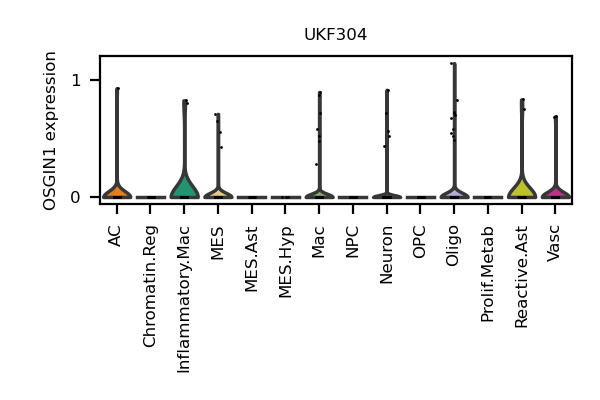 UKF304
OSGIN1 expression
1
0
AC
Chromatin.Reg
Inflammatory.Mac
MES
MES.Ast
MES.Hyp
Mac
NPC
Neuron
OPC
Oligo
Prolif.Metab
Reactive.Ast
Vasc